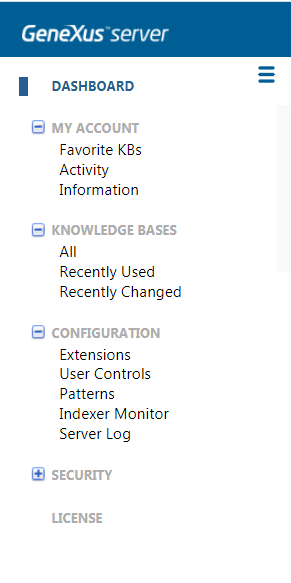 GeneXus™ server
DASHBOARD
MY ACCOUNT
Favorite KBs
Activity
Information
KNOWLEDGE BASES
All
Recently Used
Recently Changed
CONFIGURATION
Extensions
User Controls
Patterns
Indexer Monitor
Server Log
SECURITY
LICENSE